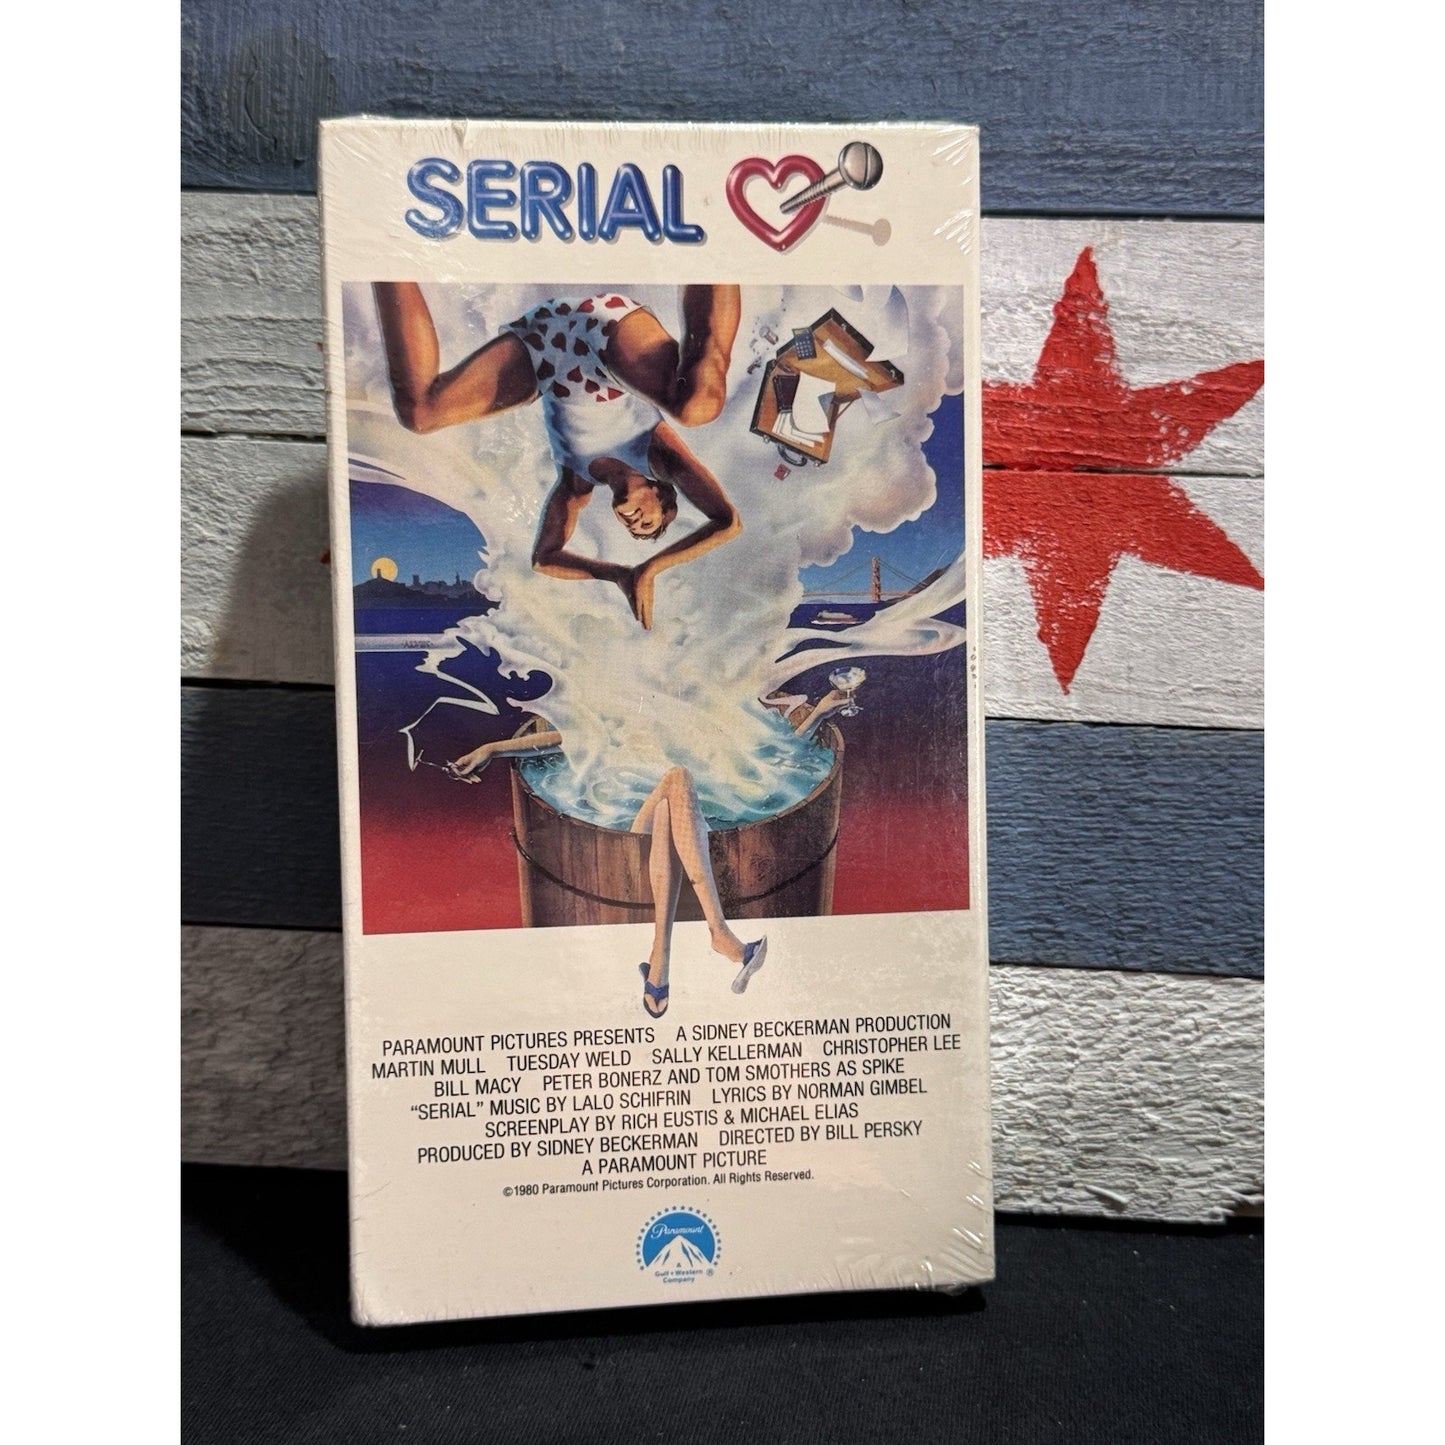 SERIAL
PARAMOUNT PICTURES PRESENTS A SIDNEY BECKERMAN PRODUCTION
MARTIN MULL TUESDAY WELD SALLY KELLERMAN CHRISTOPHER LEE
BILL MACY PETER BONERZ AND TOM SMOTHERS AS SPIKE
"SERIAL" MUSIC BY LALO SCHIFRIN LYRICS BY NORMAN GIMBEL
SCREENPLAY BY RICH EUSTIS & MICHAEL ELIAS
PRODUCED BY SIDNEY BECKERMAN DIRECTED BY BILL PERSKY
A PARAMOUNT PICTURE
©1980 Paramount Pictures Corporation. All Rights Reserved.
Paramount
A
Gulf + Western
Company ®